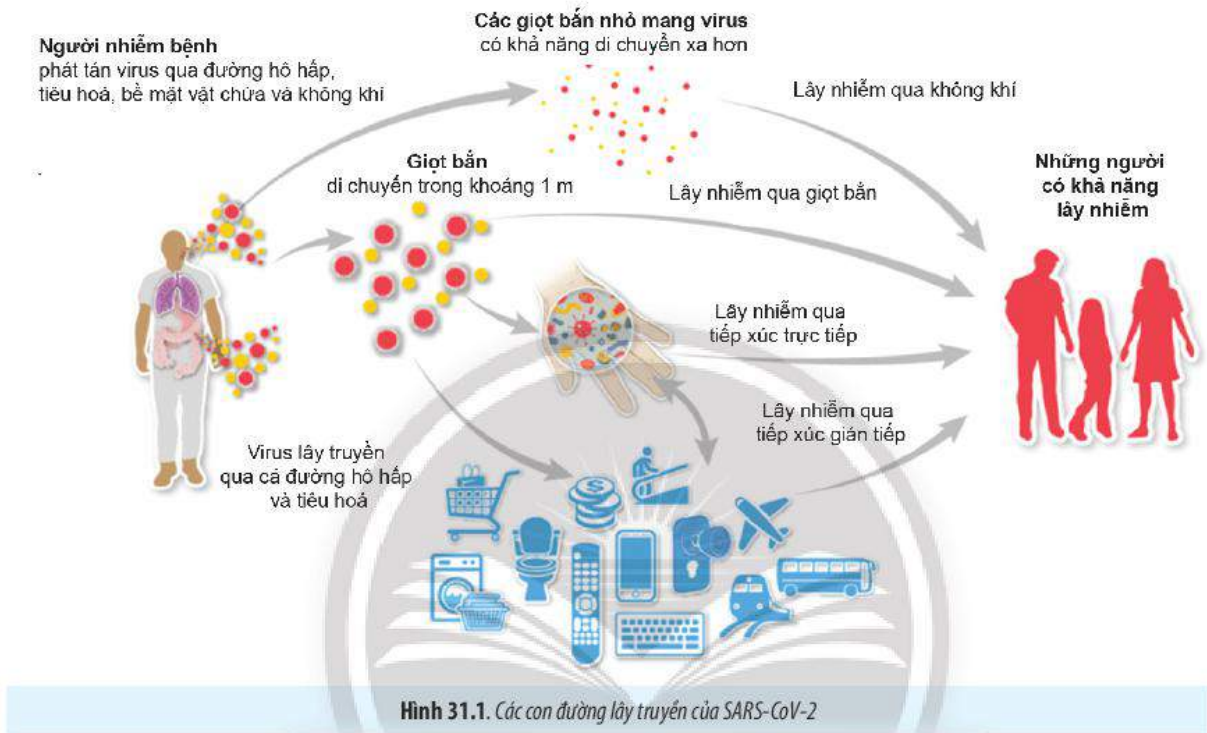 Người nhiễm bệnh
phát tán virus qua đường hô hấp,
tiêu hoá, bề mặt vật chứa và không khí
Các giọt bắn nhỏ mang virus
có khả năng di chuyển xa hơn
Lây nhiễm qua không khí
Giọt bắn
di chuyển trong khoảng 1 m
Lây nhiễm qua giọt bắn
Những người
có khả năng
lây nhiễm
Lây nhiễm qua
tiếp xúc trực tiếp
Lây nhiễm qua
tiếp xúc gián tiếp
Virus lây truyền
qua cả đường hô hấp
và tiêu hoá
$
Hình 31.1. Các con đường lây truyền của SARS-CoV-2